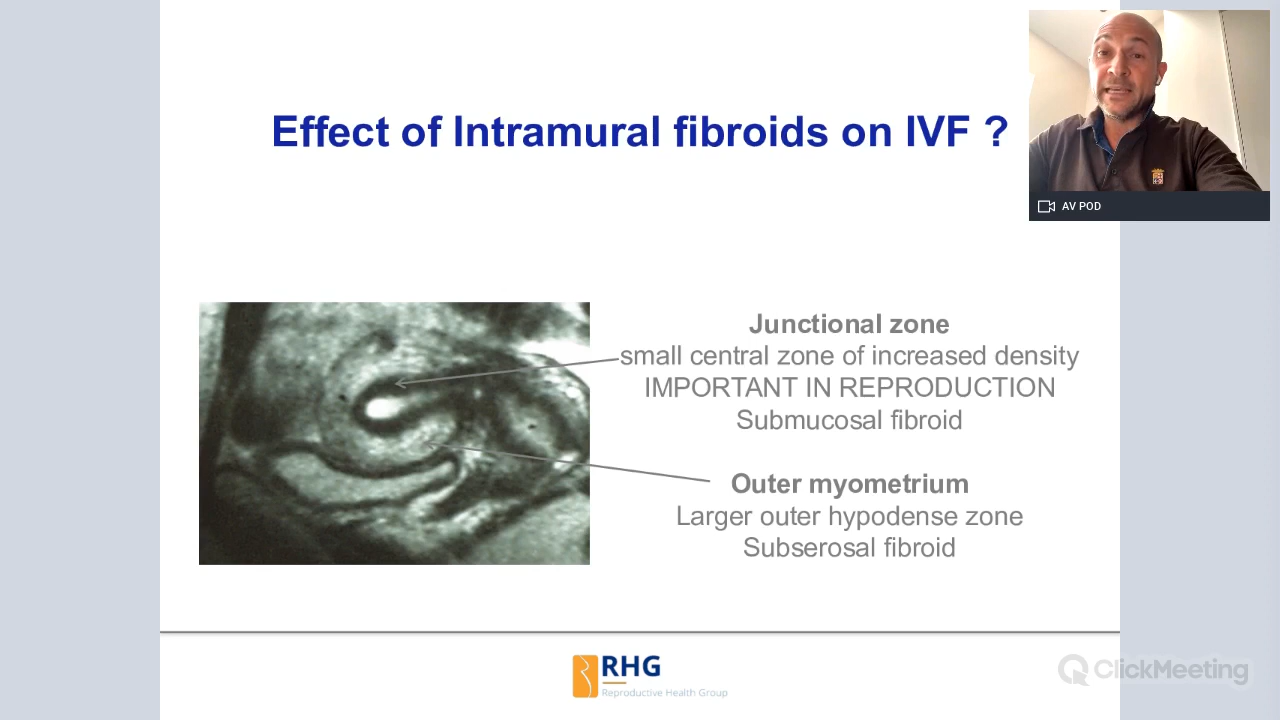 Effect of Intramural fibroids on IVF ?
AV POD
Junctional zone
small central zone of increased density
IMPORTANT IN REPRODUCTION
Submucosal fibroid
Outer myometrium
Larger outer hypodense zone
Subserosal fibroid
RHG
Reproductive Health Group
ClickMeeting